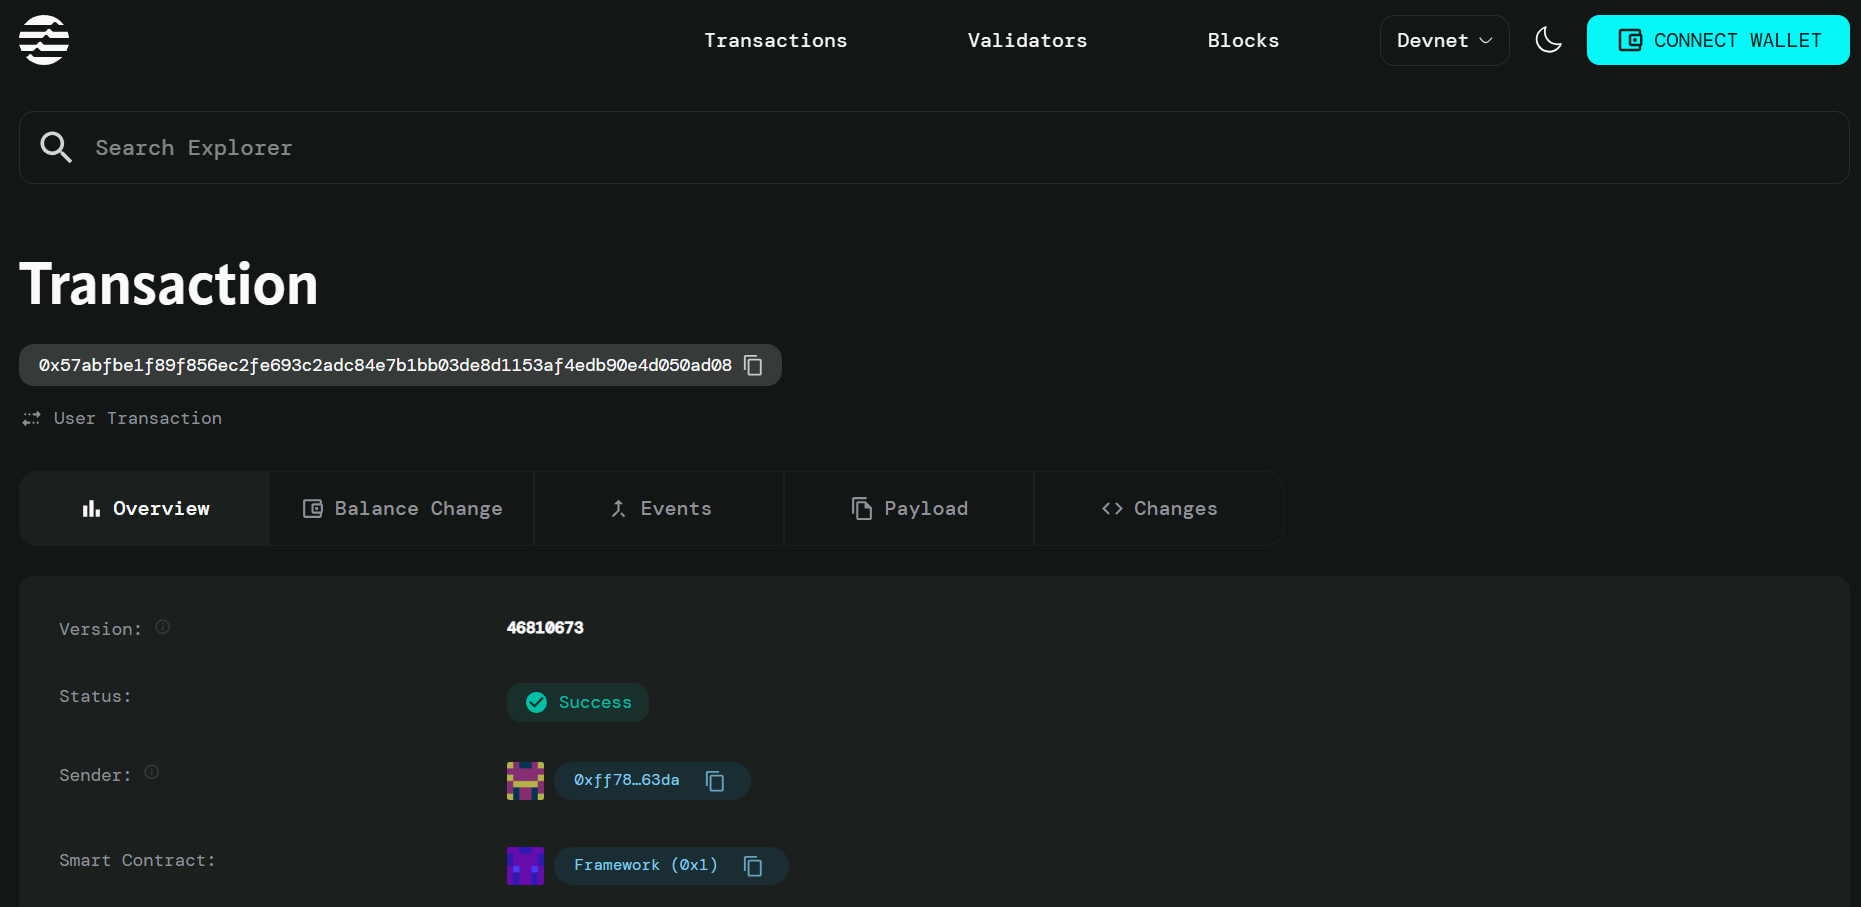 Transactions Validators Blocks Devnet CONNECT WALLET
Search Explorer
Transaction
0x57abfbe1f89f856ec2fe693c2adc84e7b1bb03de8d1153af4edb90e4d050ad08
User Transaction
Overview Balance Change Events Payload Changes
Version: 46810673
Status: Success
Sender: 0xff78…63da
Smart Contract: Framework (0x1)